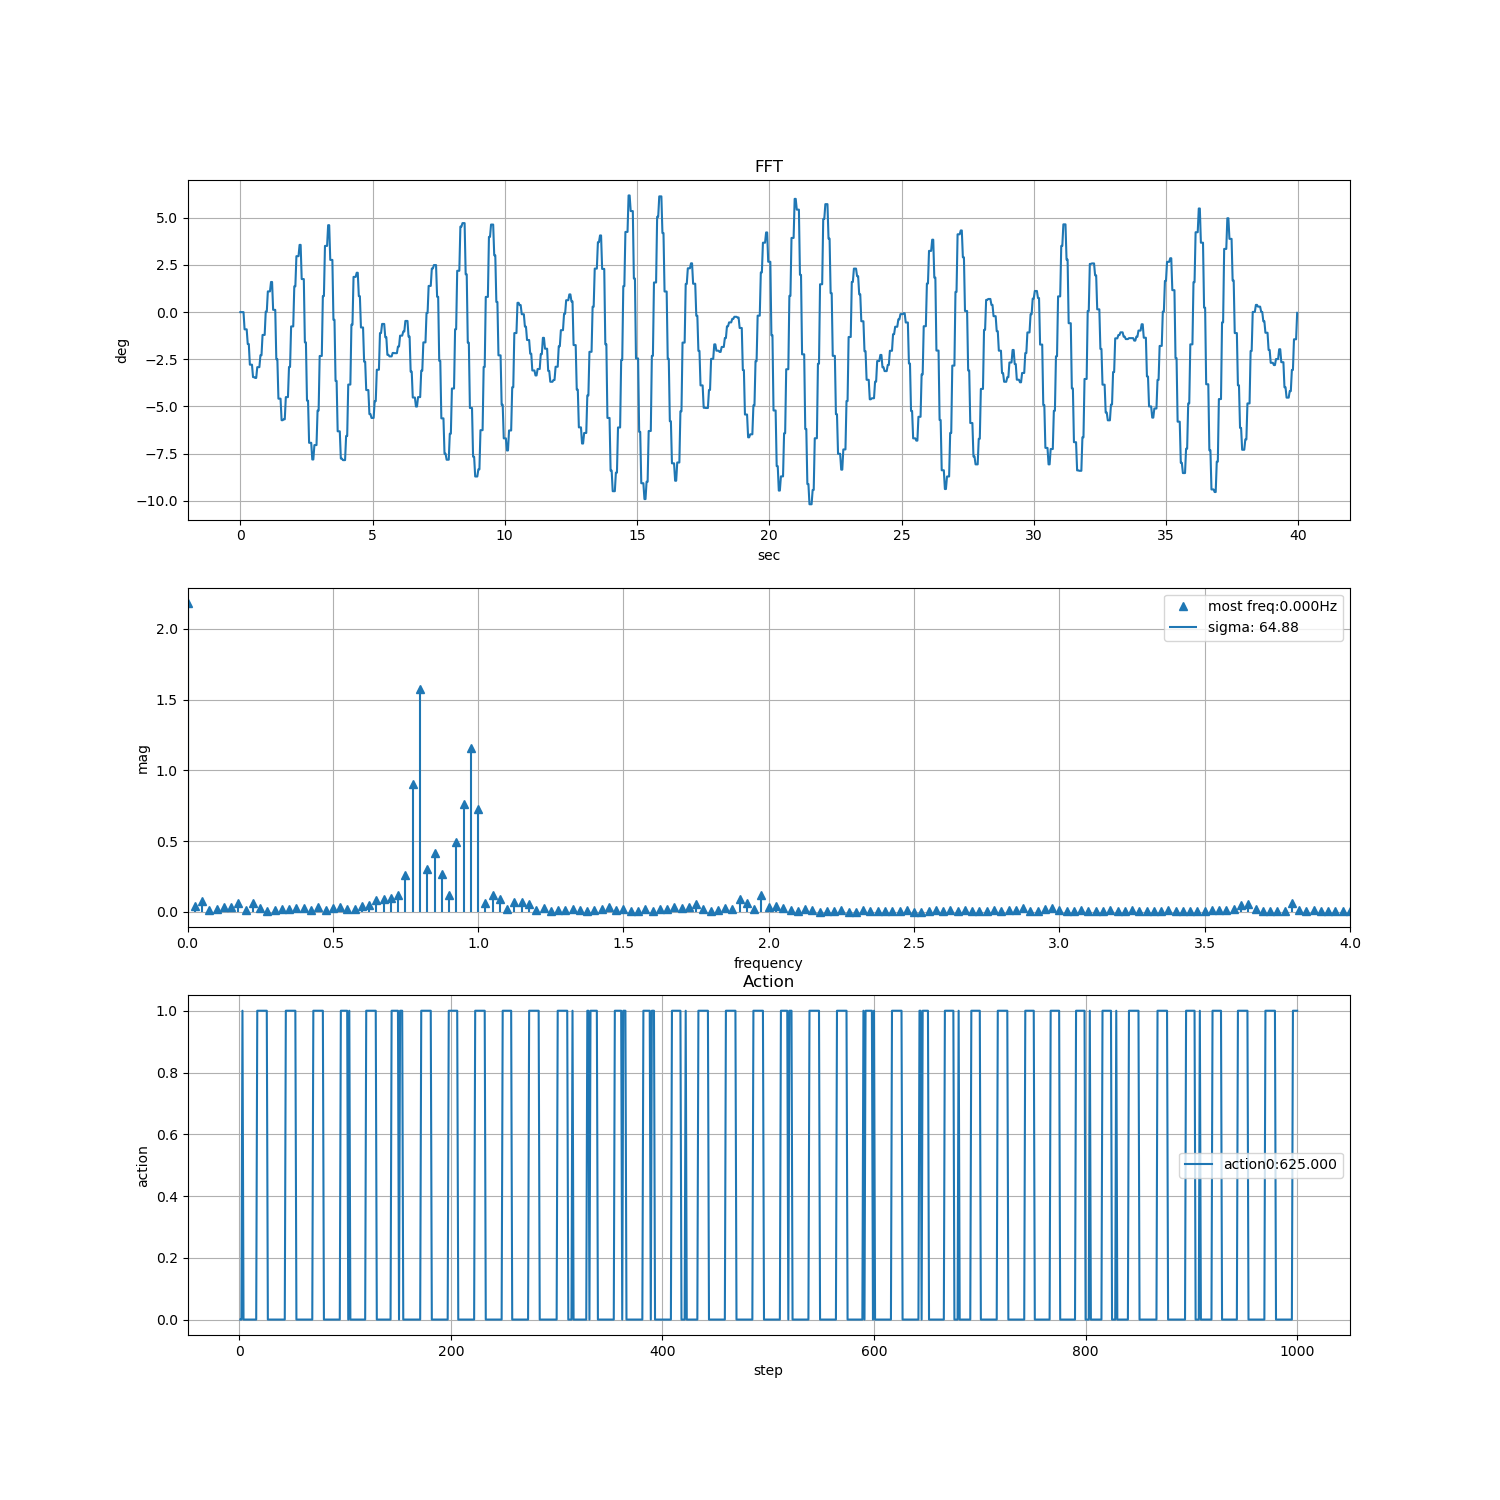 FFT
5.0
2.5
0.0
−2.5
−5.0
−7.5
−10.0
deg
0 5 10 15 20 25 30 35 40
sec
2.0
1.5
1.0
0.5
0.0
mag
most freq:0.000Hz
sigma: 64.88
0.0 0.5 1.0 1.5 2.0 2.5 3.0 3.5 4.0
frequency
Action
1.0
0.8
0.6
0.4
0.2
0.0
action
action0:625.000
0 200 400 600 800 1000
step